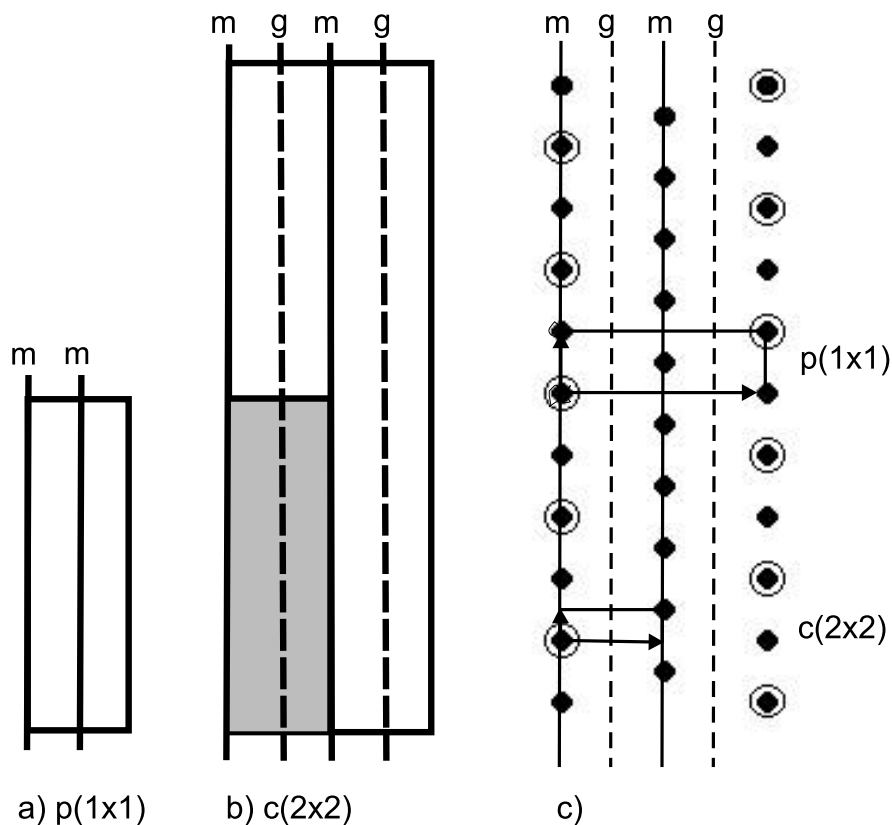 m g m g
m g m g
m m
p(1x1)
c(2x2)
a) p(1x1)
b) c(2x2)
c)